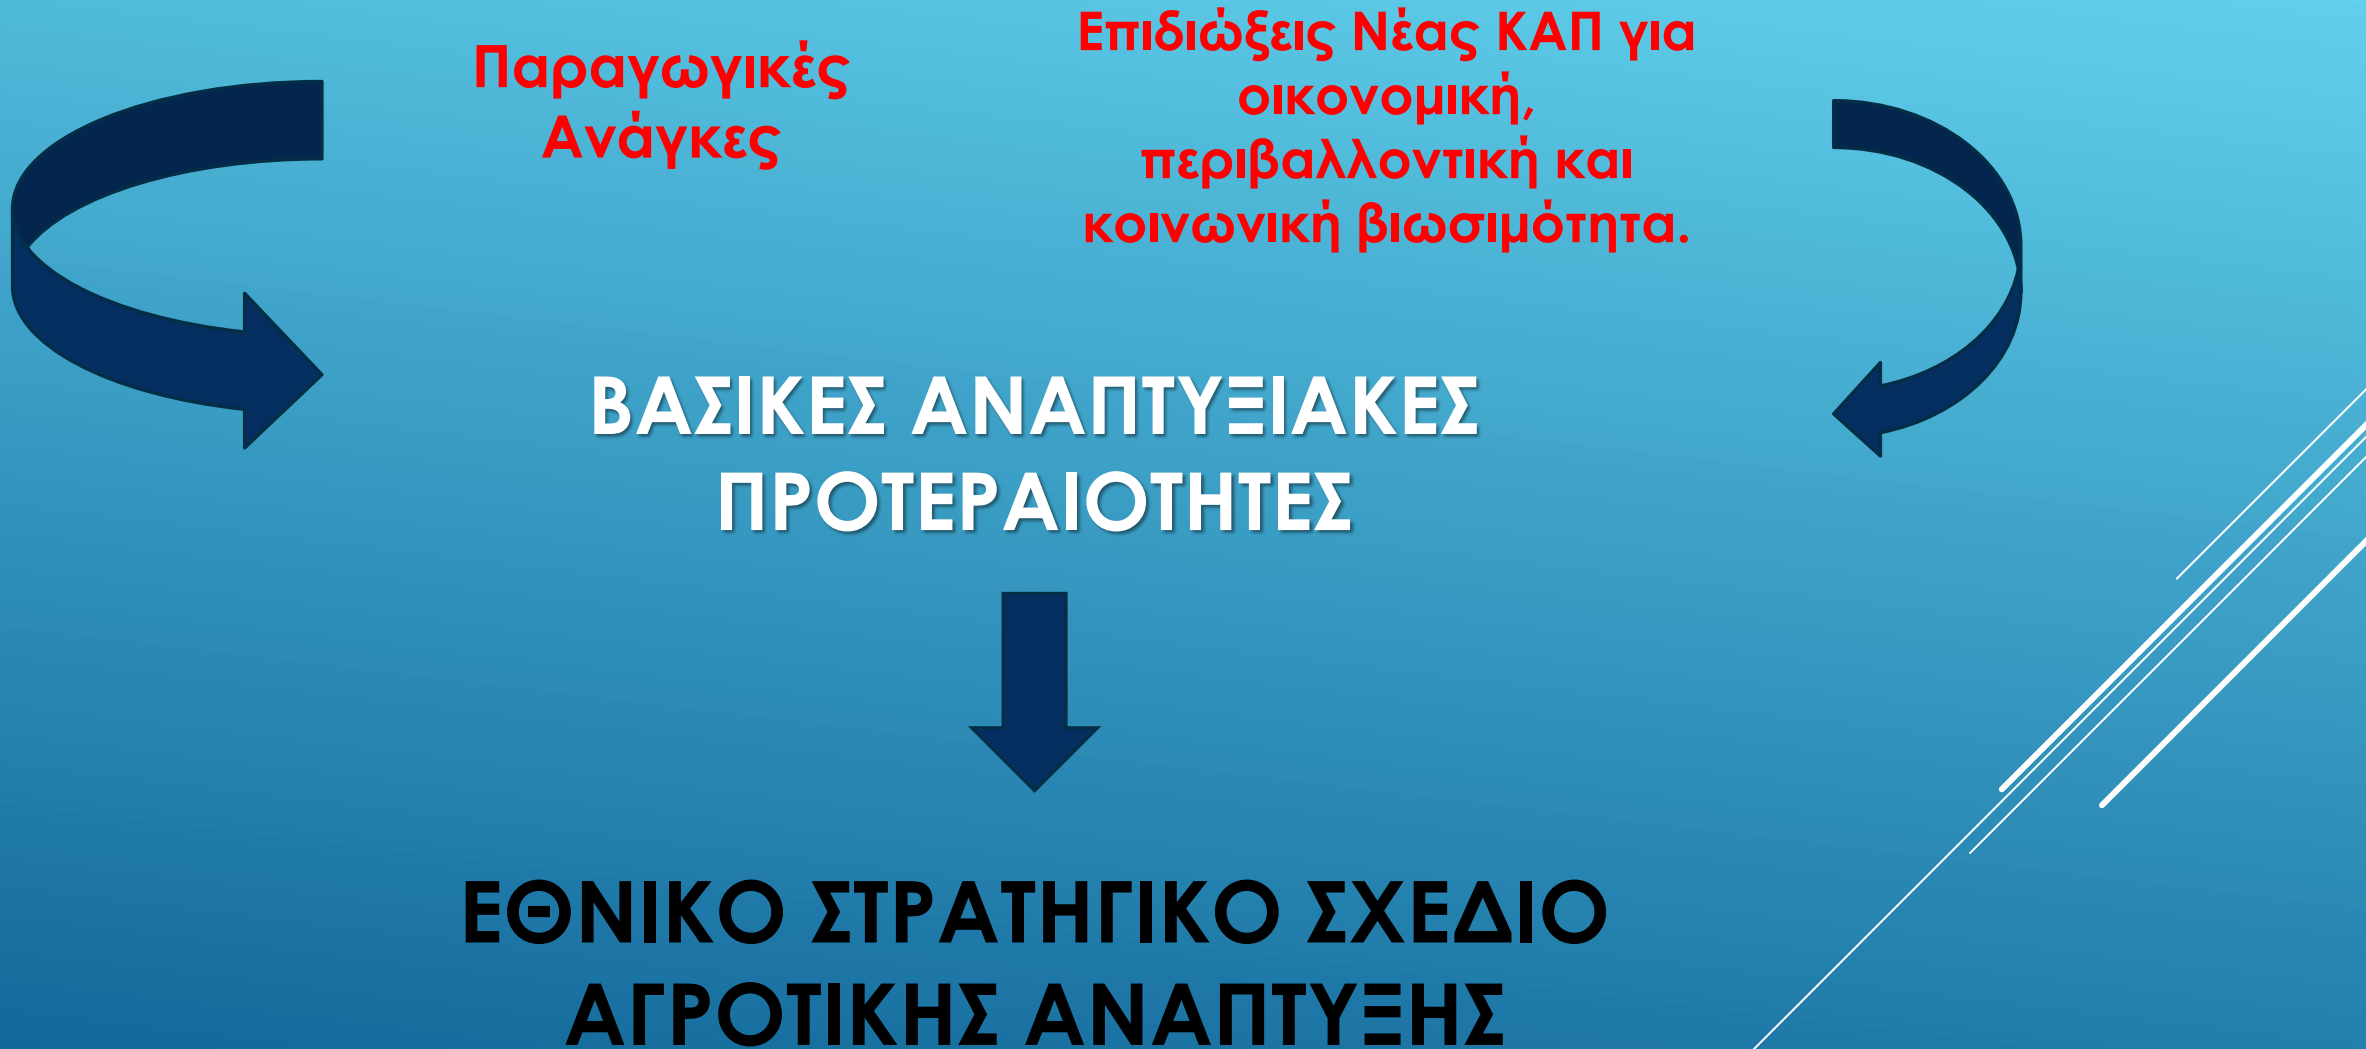 Παραγωγικές
Ανάγκες
Επιδιώξεις Νέας ΚΑΠ για
οικονομική,
περιβαλλοντική και
κοινωνική βιωσιμότητα.
ΒΑΣΙΚΕΣ ΑΝΑΠΤΥΞΙΑΚΕΣ
ΠΡΟΤΕΡΑΙΟΤΗΤΕΣ
ΕΘΝΙΚΟ ΣΤΡΑΤΗΓΙΚΟ ΣΧΕΔΙΟ
ΑΓΡΟΤΙΚΗΣ ΑΝΑΠΤΥΞΗΣ